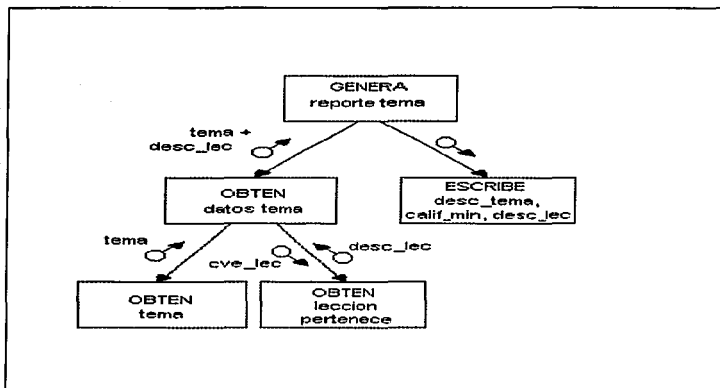 GENERA
reporte tema
tema +
desc_lec
OBTEN
datos tema
ESCRIBE
desc_tema,
calif_min, desc_lec
tema
cve_lec
desc_lec
OBTEN
tema
OBTEN
leccion
pertenece